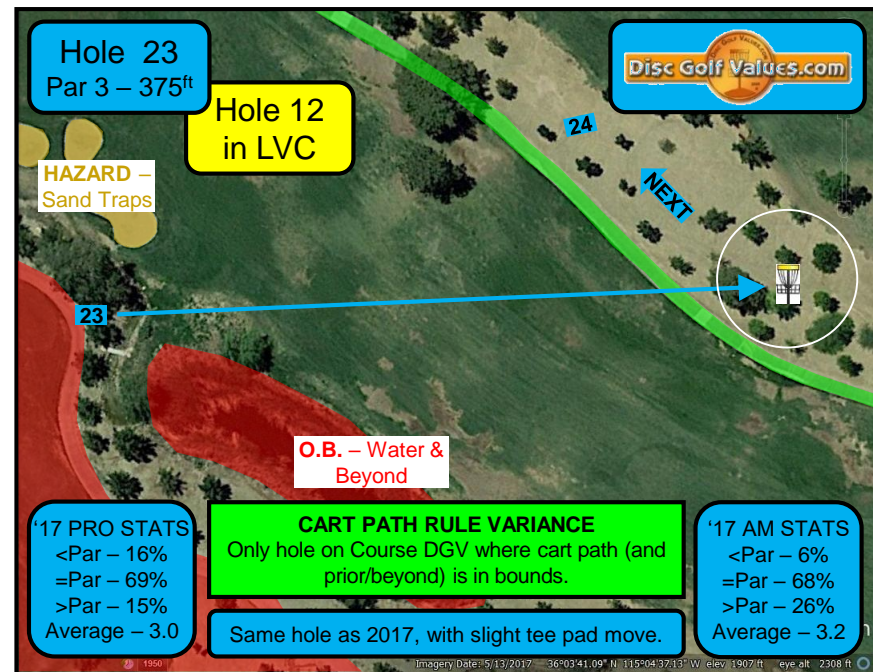 Hole 23
Par 3 – 375ft
Hole 12
in LVC
Disc Golf Values.com
24
NEXT
HAZARD –
Sand Traps
23
O.B. – Water &
Beyond
‘17 PRO STATS
<Par – 16%
=Par – 69%
>Par – 15%
Average – 3.0
CART PATH RULE VARIANCE
Only hole on Course DGV where cart path (and
prior/beyond) is in bounds.
Same hole as 2017, with slight tee pad move.
‘17 AM STATS
<Par – 6%
=Par – 68%
>Par – 26%
Average – 3.2
1950
Imagery Date: 5/13/2017 36°03'41.09" N 115°04'37.13" W elev 1907 ft eye alt 2308 ft